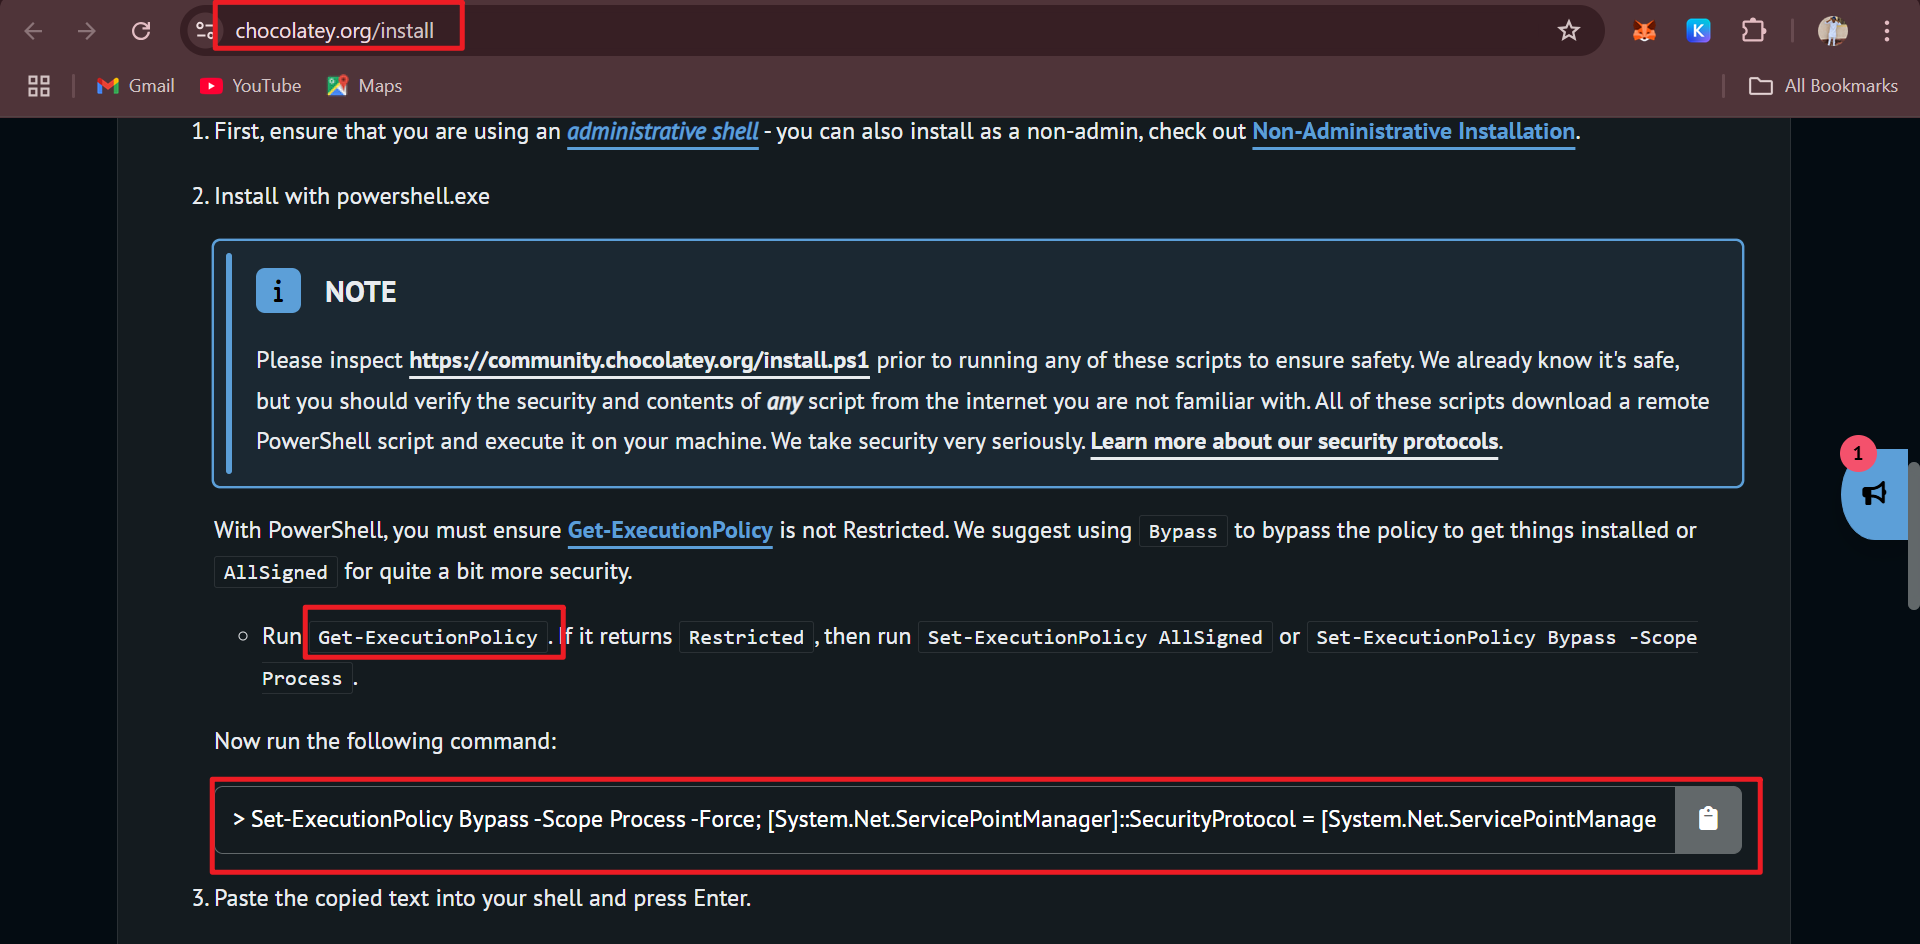 chocolatey.org/install
K
Gmail
YouTube
Maps
All Bookmarks
1. First, ensure that you are using an administrative shell - you can also install as a non-admin, check out Non-Administrative Installation.
2. Install with powershell.exe
i
NOTE
Please inspect https://community.chocolatey.org/install.ps1 prior to running any of these scripts to ensure safety. We already know it's safe,
but you should verify the security and contents of any script from the internet you are not familiar with. All of these scripts download a remote
PowerShell script and execute it on your machine. We take security very seriously. Learn more about our security protocols.
1
With PowerShell, you must ensure Get-ExecutionPolicy is not Restricted. We suggest using Bypass to bypass the policy to get things installed or
AllSigned for quite a bit more security.
Run Get-ExecutionPolicy. If it returns Restricted, then run Set-ExecutionPolicy AllSigned or Set-ExecutionPolicy Bypass -Scope
Process.
Now run the following command:
> Set-ExecutionPolicy Bypass -Scope Process -Force; [System.Net.ServicePointManager]::SecurityProtocol = [System.Net.ServicePointManage
3. Paste the copied text into your shell and press Enter.